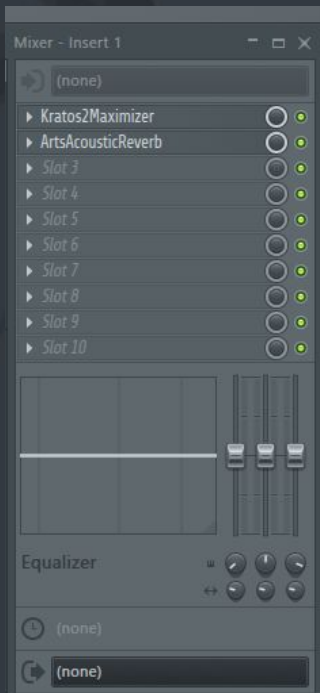 Mixer - Insert 1
(none)
Kratos2Maximizer
ArtsAcousticReverb
Slot 3
Slot 4
Slot 5
Slot 6
Slot 7
Slot 8
Slot 9
Slot 10
Equalizer
(none)
(none)